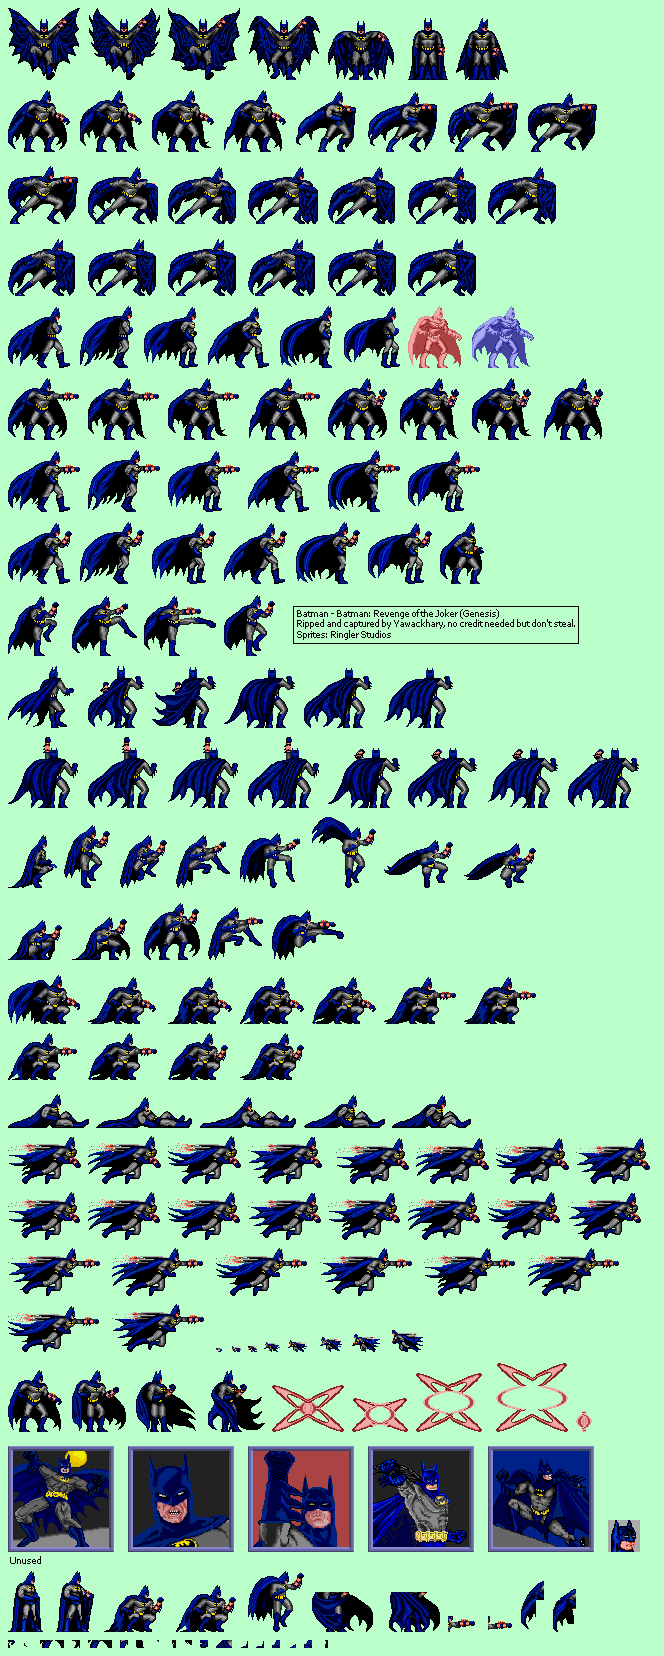 Batman - Batman: Revenge of the Joker (Genesis)
Ripped and captured by Yawackhary, no credit needed but don't steal.
Sprites: Ringler Studios
Unused